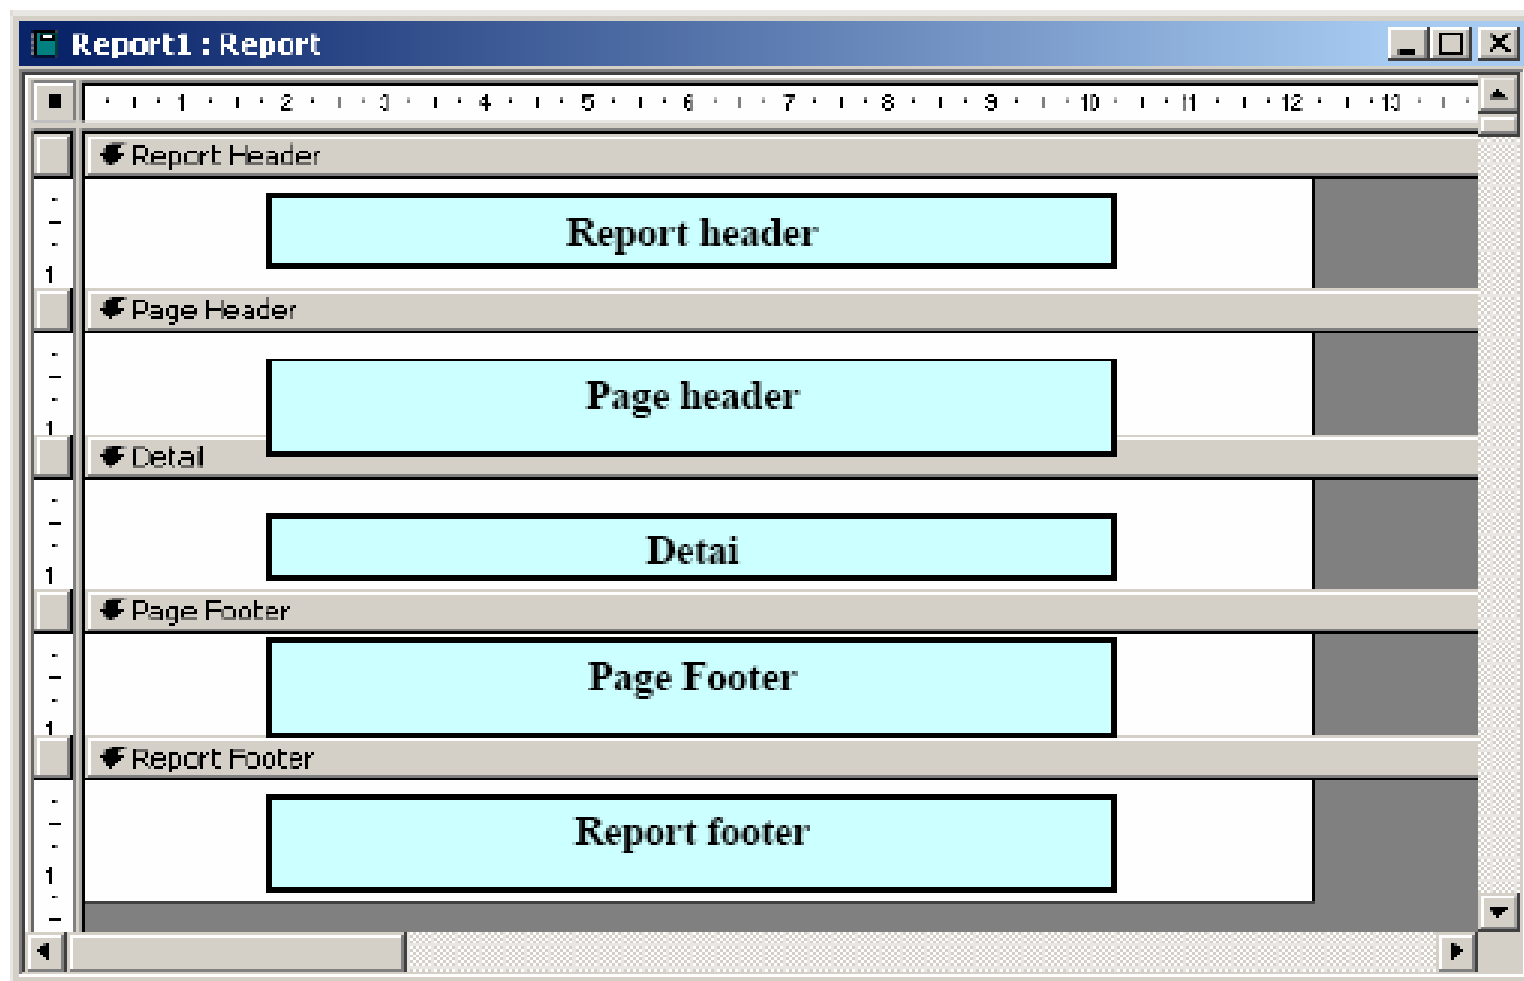 Report1 : Report
1 2 3 4 5 6 7 8 9 10 11 12 13
Report Header
Report header
1
Page Header
Page header
1
Detail
Detai
1
Page Footer
Page Footer
1
Report Footer
Report footer
1